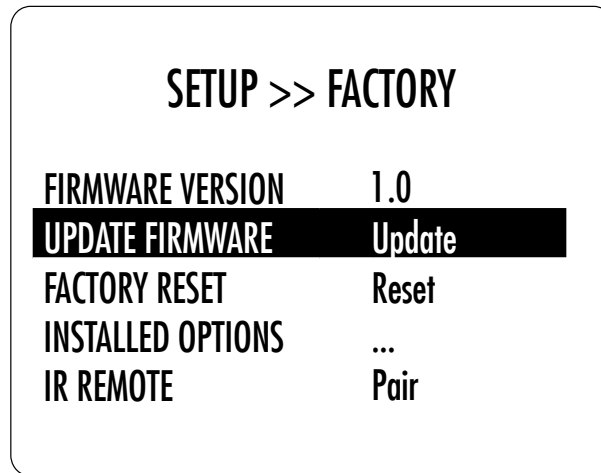 SETUP >> FACTORY
FIRMWARE VERSION 1.0
UPDATE FIRMWARE Update
FACTORY RESET Reset
INSTALLED OPTIONS ...
IR REMOTE Pair